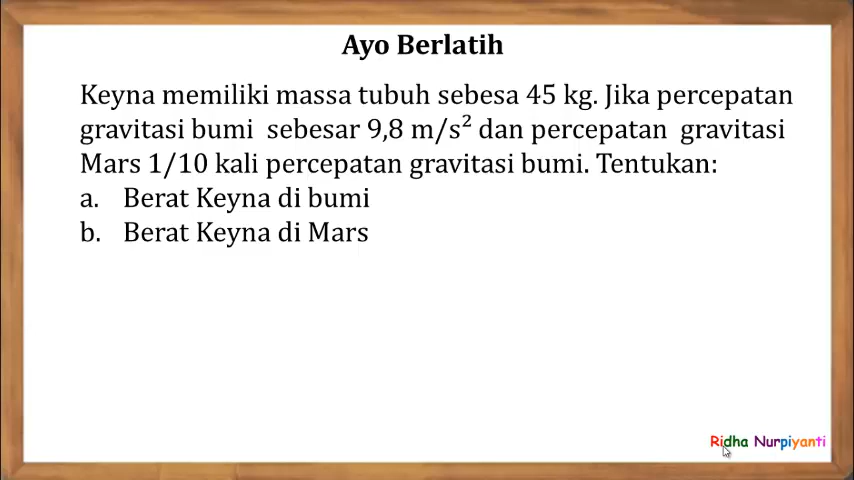 Ayo Berlatih
Keyna memiliki massa tubuh sebesa 45 kg. Jika percepatan
gravitasi bumi sebesar 9,8 m/s² dan percepatan gravitasi
Mars 1/10 kali percepatan gravitasi bumi. Tentukan:
a. Berat Keyna di bumi
b. Berat Keyna di Mars
Ridha Nurpiyanti